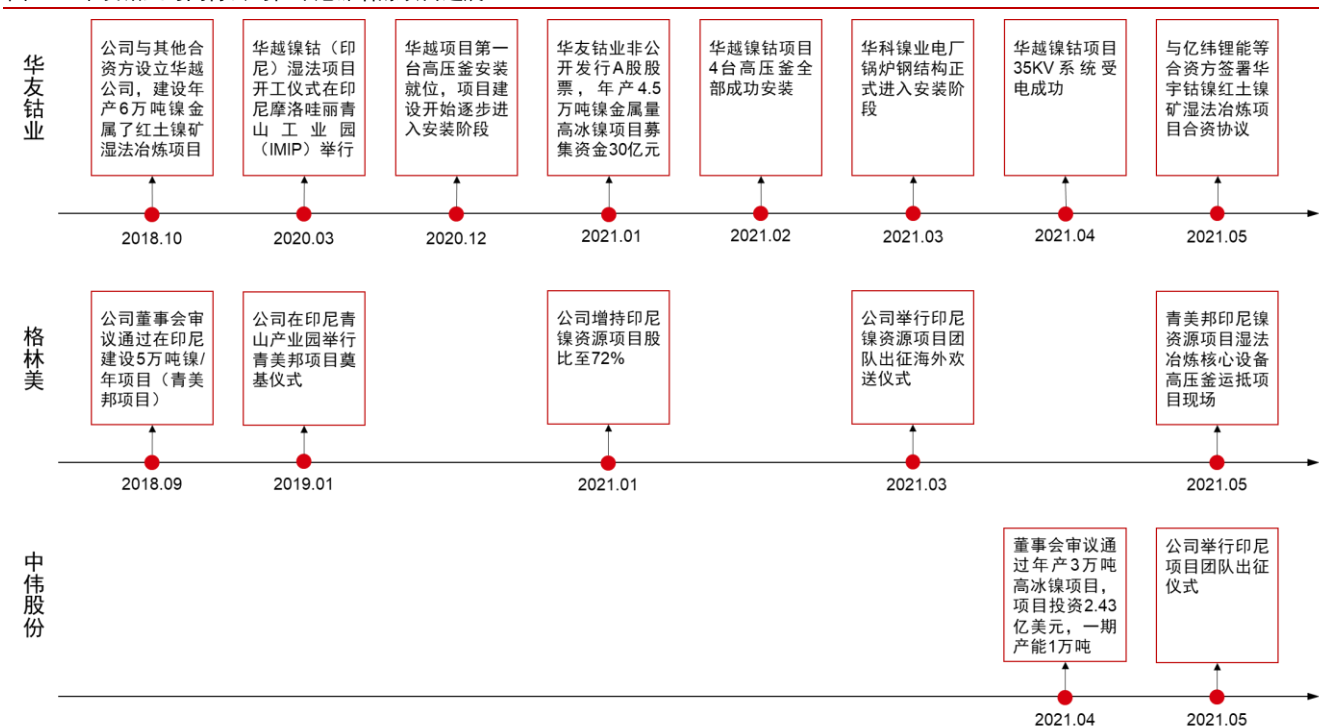 华友钴业
公司与其他合
资方设立华越
公司，建设年
产6万吨镍金
属了红土镍矿
湿法冶炼项目
华越镍钴（印
尼）湿法项目
开工仪式在印
尼摩洛哇丽青
山工业园
（IMIP）举行
华越项目第一
台高压釜安装
就位，项目建
设开始逐步进
入安装阶段
华友钴业非公
开发行A股股
票，年产4.5
万吨镍金属量
高冰镍项目募
集资金30亿元
华越镍钴项目
4台高压釜全
部成功安装
华科镍业电厂
锅炉钢结构正
式进入安装阶
段
华越镍钴项目
35KV系统受
电成功
与亿纬锂能等
合资方签署华
宇钴镍红土镍
矿湿法冶炼项
目合资协议
2018.10
2020.03
2020.12
2021.01
2021.02
2021.03
2021.04
2021.05
格林美
公司董事会审
议通过在印尼
建设5万吨镍/
年项目（青美
邦项目）
公司在印尼青
山产业园举行
青美邦项目奠
基仪式
公司增持印尼
镍资源项目股
比至72%
公司举行印尼
镍资源项目团
队出征海外欢
送仪式
青美邦印尼镍
资源项目湿法
冶炼核心设备
高压釜运抵项
目现场
2018.09
2019.01
2021.01
2021.03
2021.05
中伟股份
董事会审议通
过年产3万吨
高冰镍项目，
项目投资2.43
亿美元，一期
产能1万吨
公司举行印尼
项目团队出征
仪式
2021.04
2021.05